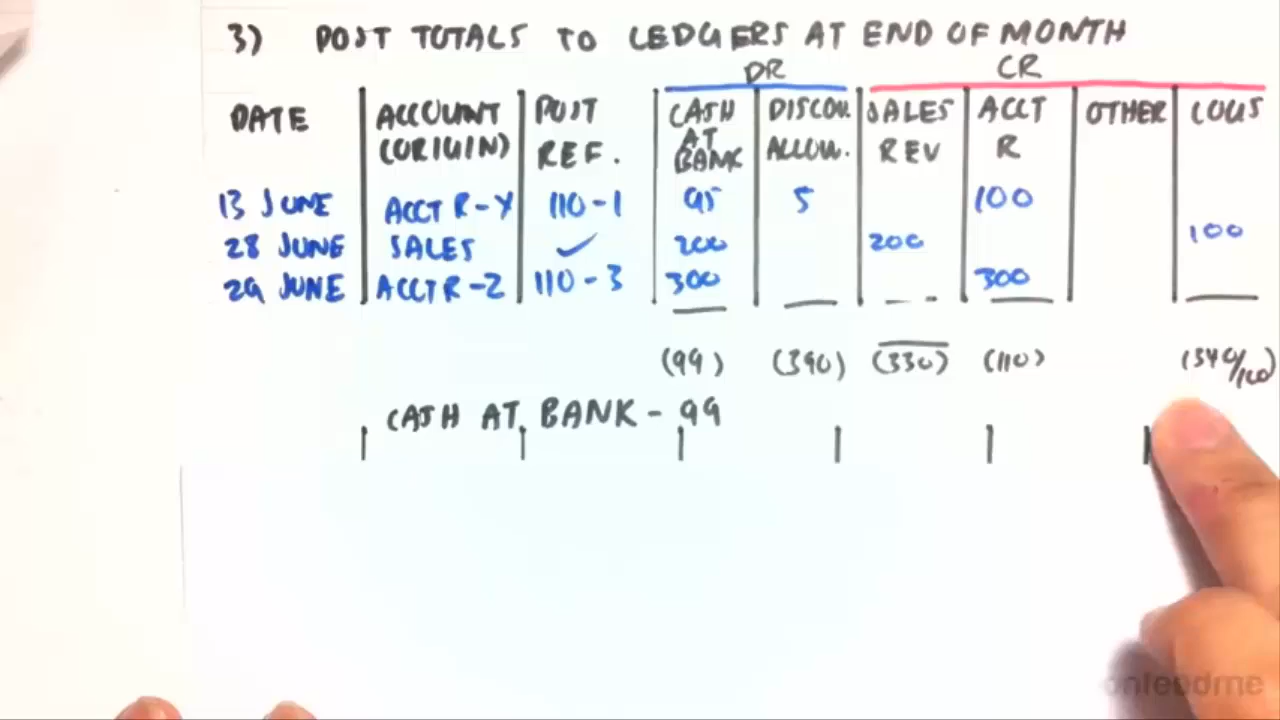 3) POST TOTALS TO LEDGERS AT END OF MONTH
DR CR
DATE ACCOUNT (ORIGIN) POST REF. CASH AT BANK DISCOU. ALLOW. SALES REV ACCT R OTHER COGS
13 JUNE ACCT R-Y 110-1 95 5 100
28 JUNE SALES ✓ 200 200 100
29 JUNE ACCT R-Z 110-3 300 300
(99) (390) (330) (110) (340/160)
CASH AT BANK - 99